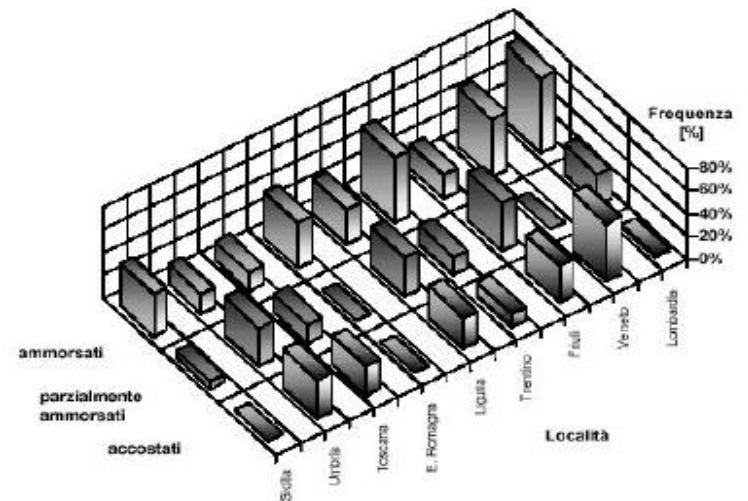 Frequenza
[%]
80%
60%
40%
20%
0%
ammorsati
parzialmente
ammorsati
accostati
Sicilia
Umbria
Toscana
E. Romagna
Liguria
Trentino
Friuli
Veneto
Lombardia
Località